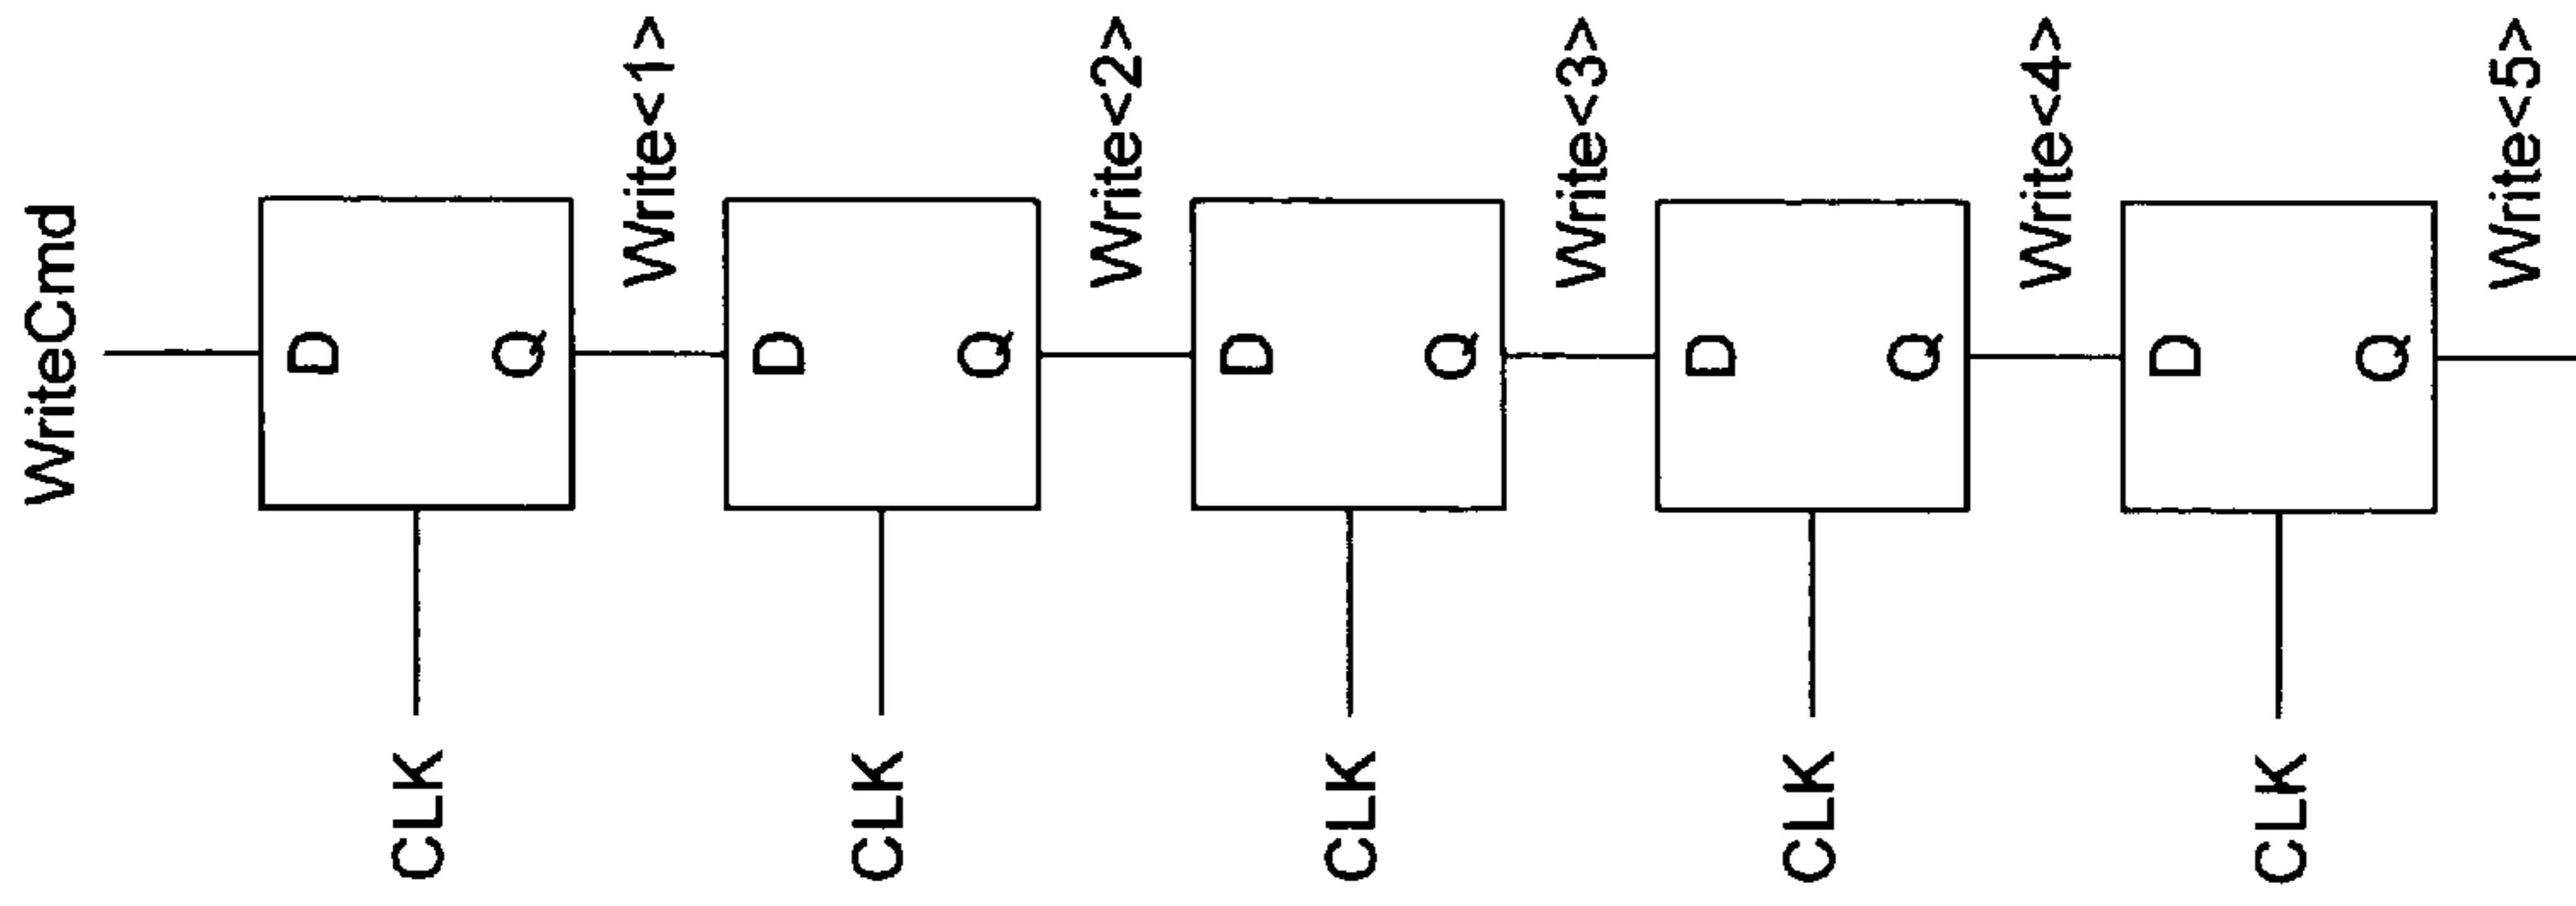 WriteCmd
D
CLK
Q
Write<1>
D
CLK
Q
Write<2>
D
CLK
Q
Write<3>
D
CLK
Q
Write<4>
D
CLK
Q
Write<5>